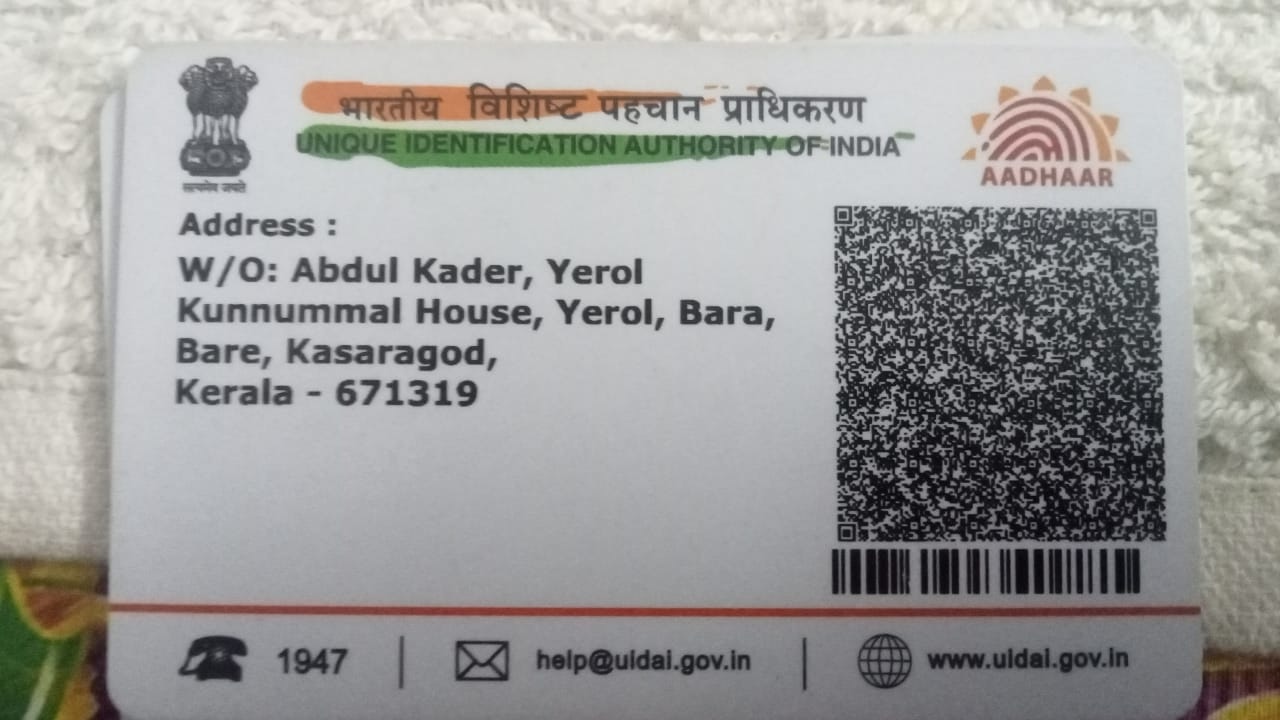 भारतीय विशिष्ट पहचान प्राधिकरण
UNIQUE IDENTIFICATION AUTHORITY OF INDIA
सत्यमेव जयते
AADHAAR
Address :
W/O: Abdul Kader, Yerol
Kunnummal House, Yerol, Bara,
Bare, Kasaragod,
Kerala - 671319
1947
help@uidai.gov.in
www.uidai.gov.in